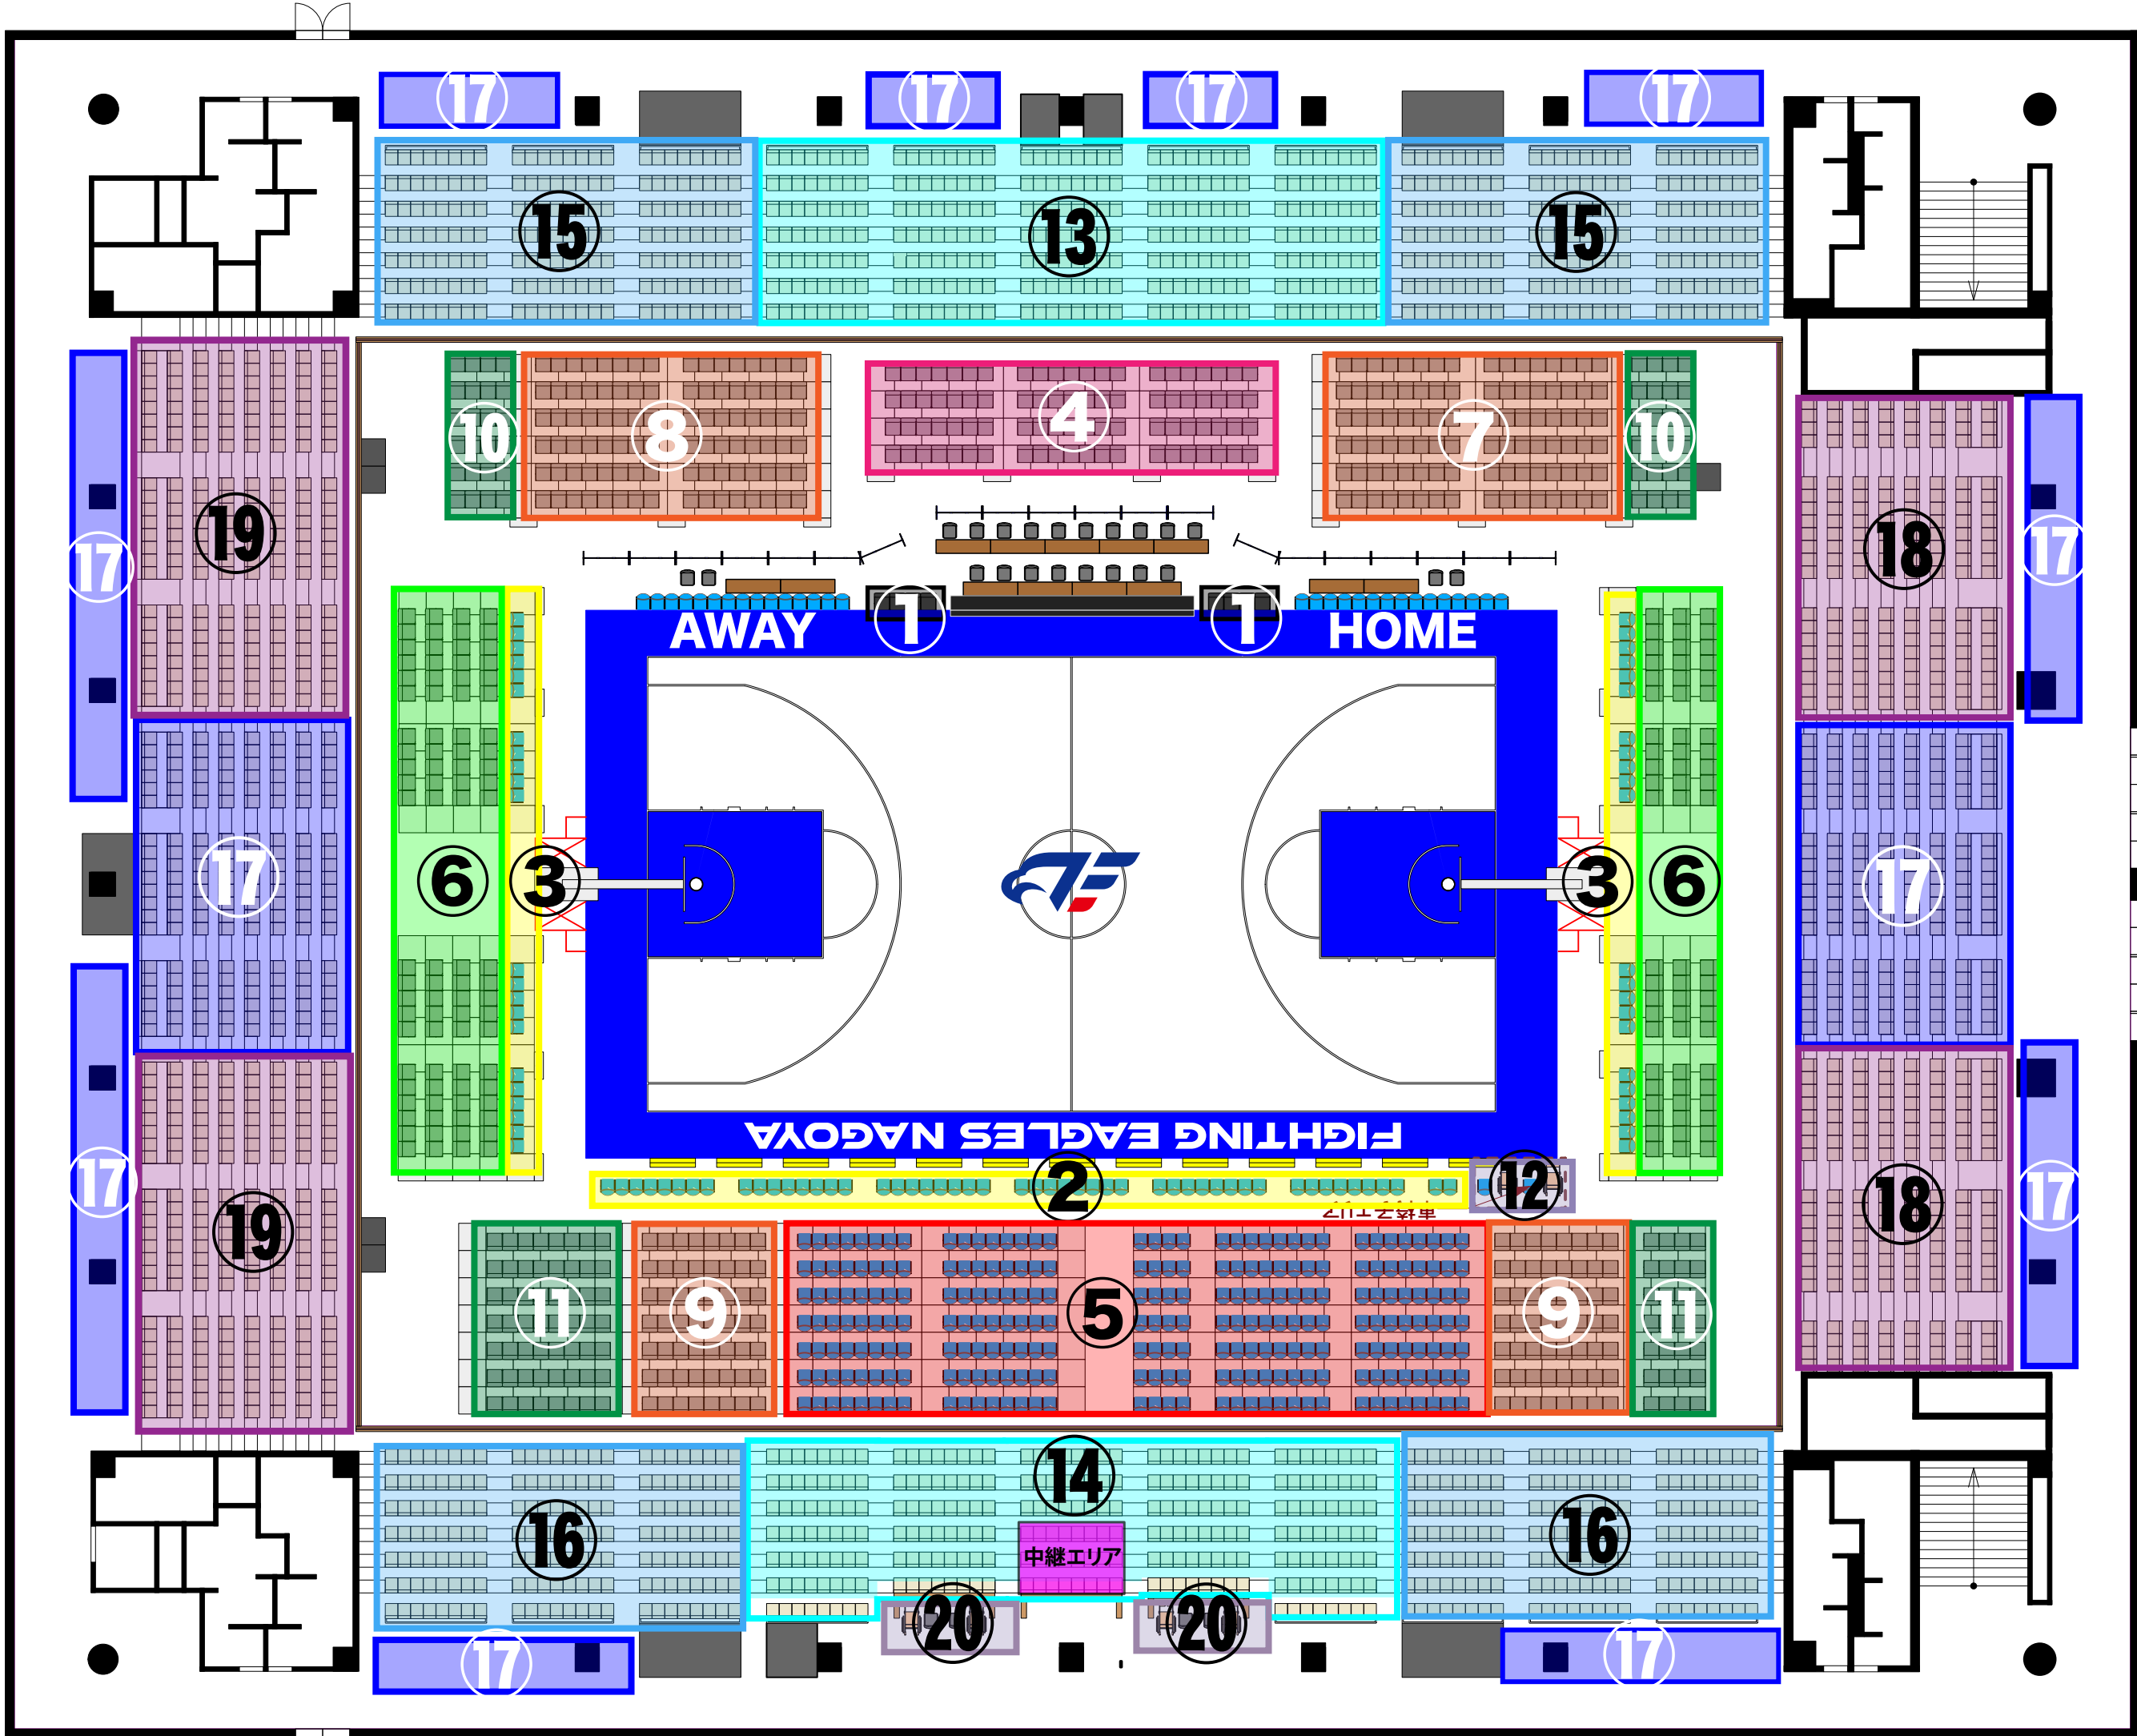 ⑰ ⑰ ⑰ ⑰
⑮ ⑬ ⑮
⑩ ⑧ ④ ⑦ ⑩
⑲ ⑱
⑰ ⑰
① ①
AWAY HOME
⑰ ⑥ ③ ③ ⑥ ⑰
FIGHTING EAGLES NAGOYA
⑰ ② ⑫ ⑰
⑲ ⑱
⑪ ⑨ ⑤ ⑨ ⑪
⑭
⑯ ⑯
中継エリア
⑳ ⑳
⑰ ⑰